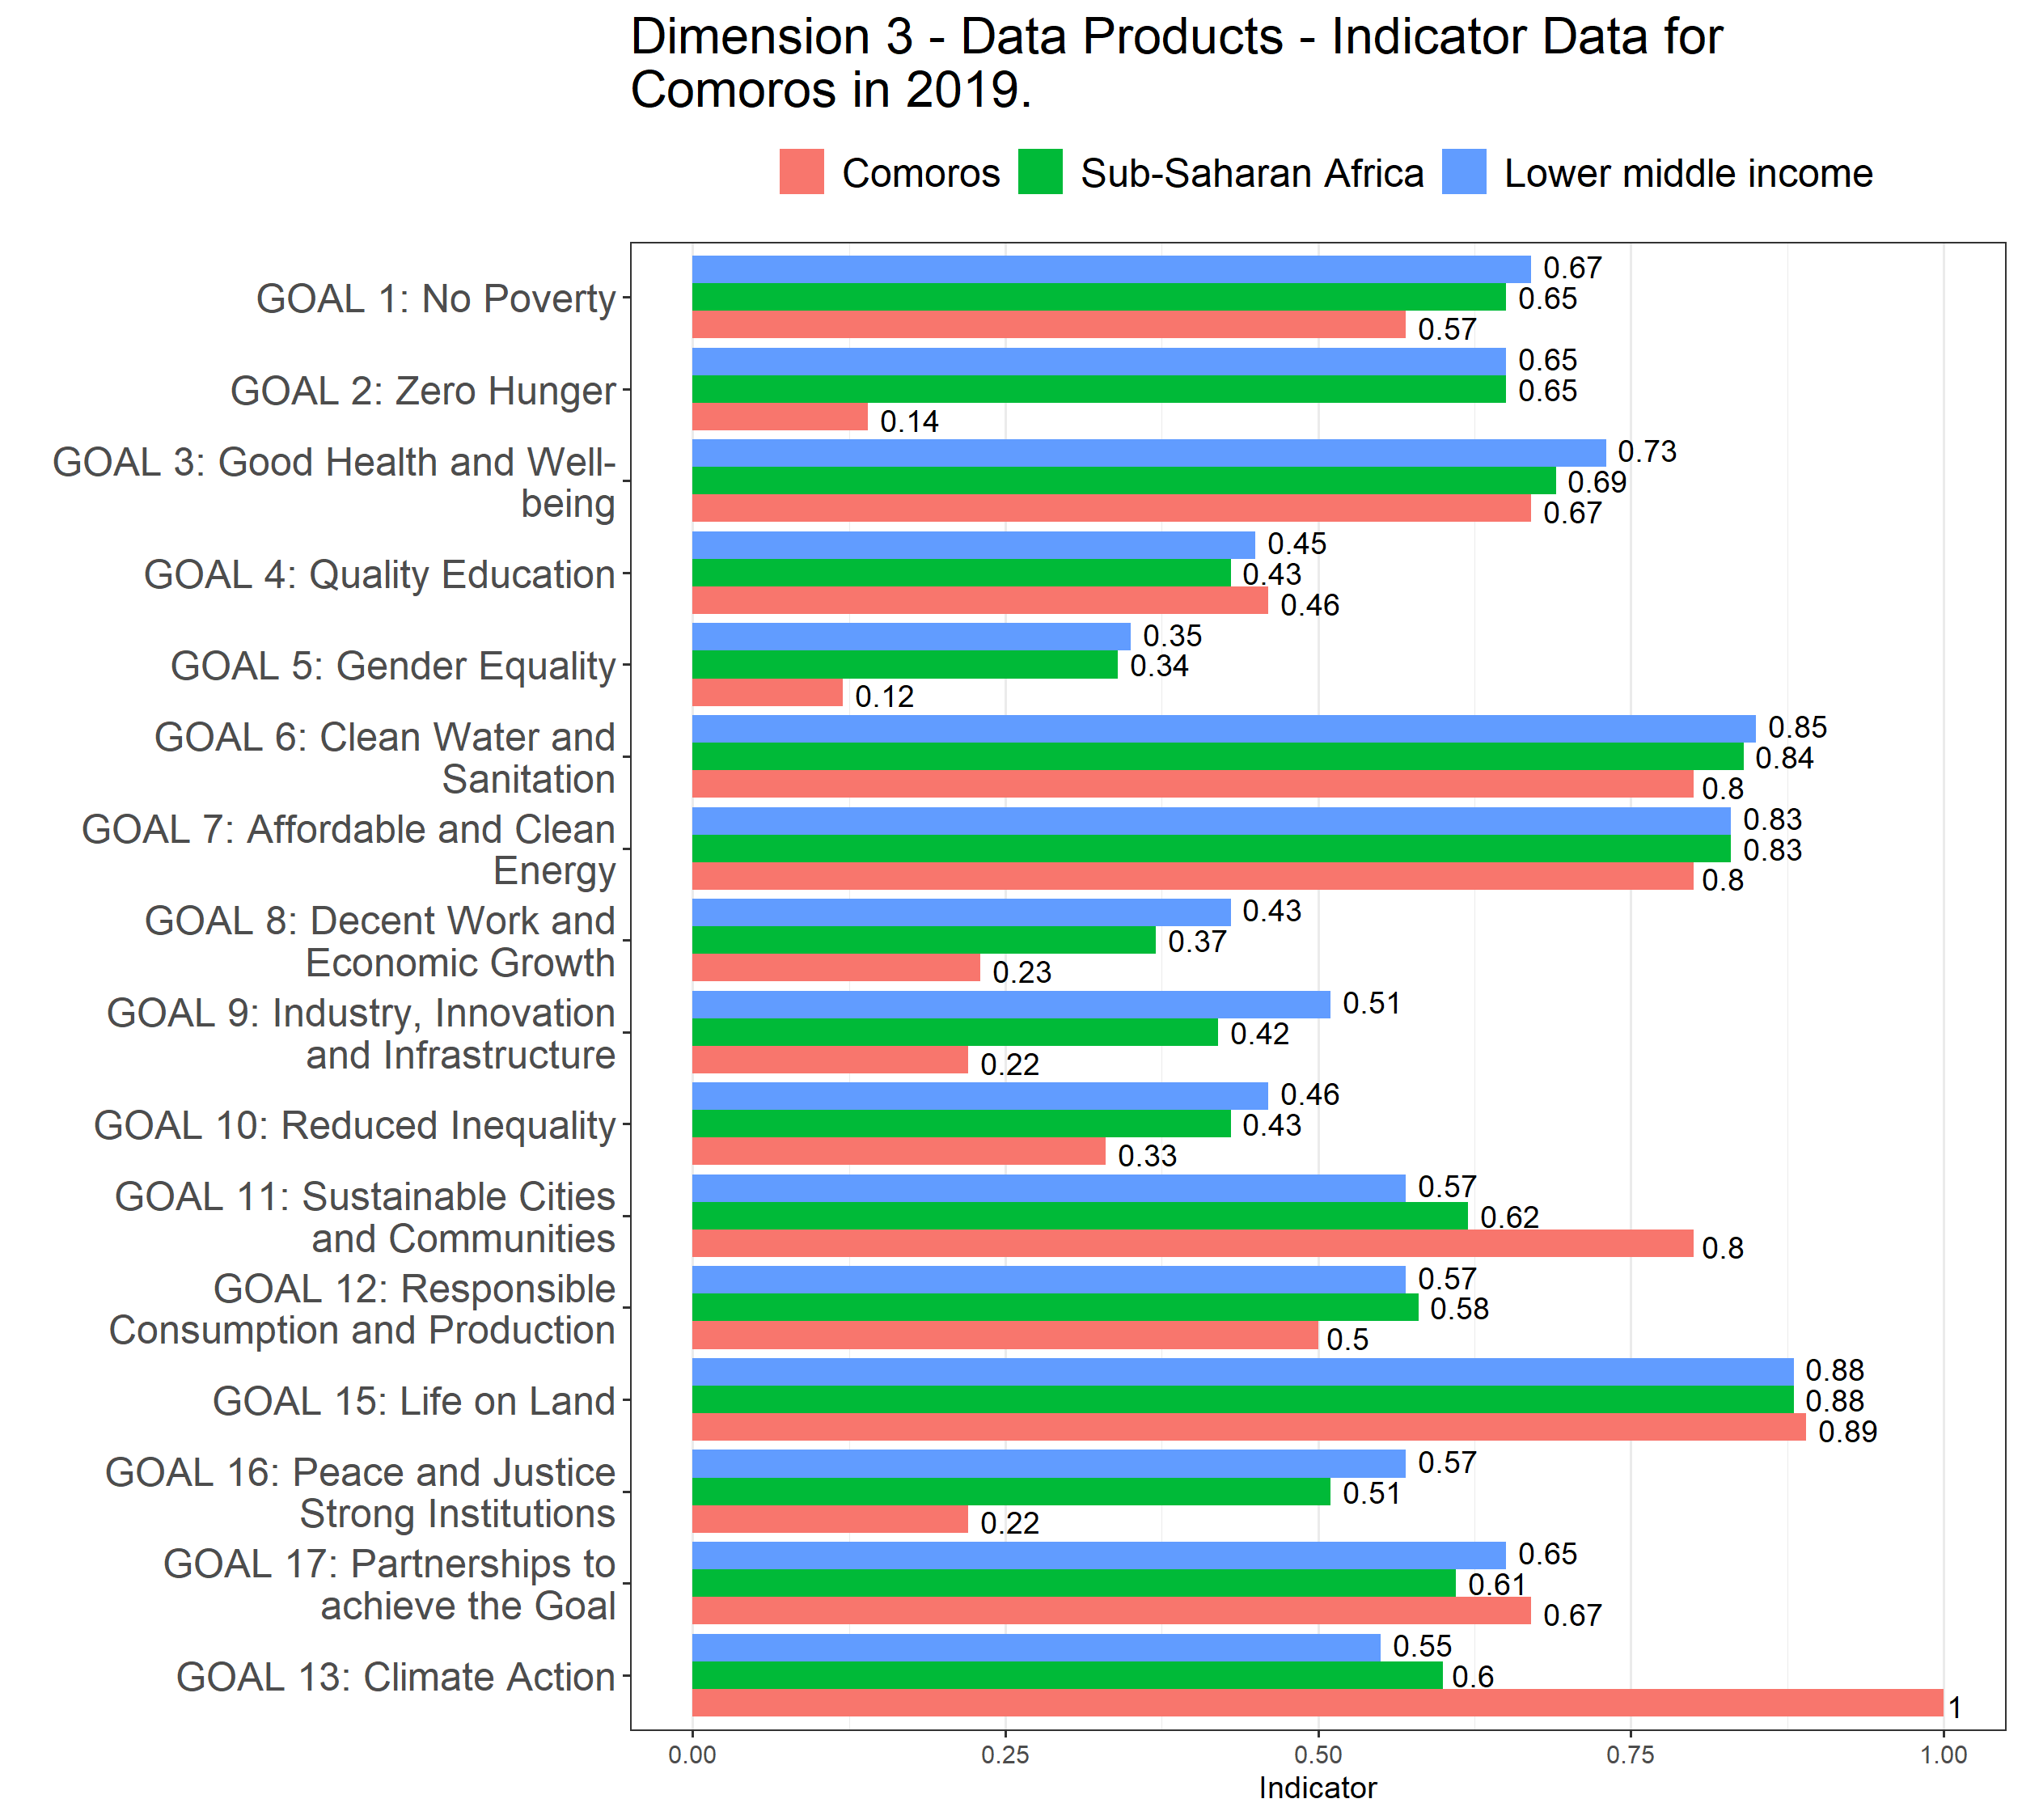 Dimension 3 - Data Products - Indicator Data for
Comoros in 2019.
Comoros Sub-Saharan Africa Lower middle income
GOAL 1: No Poverty
0.67
0.65
0.57
GOAL 2: Zero Hunger
0.65
0.65
0.14
GOAL 3: Good Health and Well-
being
0.73
0.69
0.67
GOAL 4: Quality Education
0.45
0.43
0.46
GOAL 5: Gender Equality
0.35
0.34
0.12
GOAL 6: Clean Water and
Sanitation
0.85
0.84
0.8
GOAL 7: Affordable and Clean
Energy
0.83
0.83
0.8
GOAL 8: Decent Work and
Economic Growth
0.43
0.37
0.23
GOAL 9: Industry, Innovation
and Infrastructure
0.51
0.42
0.22
GOAL 10: Reduced Inequality
0.46
0.43
0.33
GOAL 11: Sustainable Cities
and Communities
0.57
0.62
0.8
GOAL 12: Responsible
Consumption and Production
0.57
0.58
0.5
GOAL 15: Life on Land
0.88
0.88
0.89
GOAL 16: Peace and Justice
Strong Institutions
0.57
0.51
0.22
GOAL 17: Partnerships to
achieve the Goal
0.65
0.61
0.67
GOAL 13: Climate Action
0.55
0.6
1
0.00 0.25 0.50 0.75 1.00
Indicator